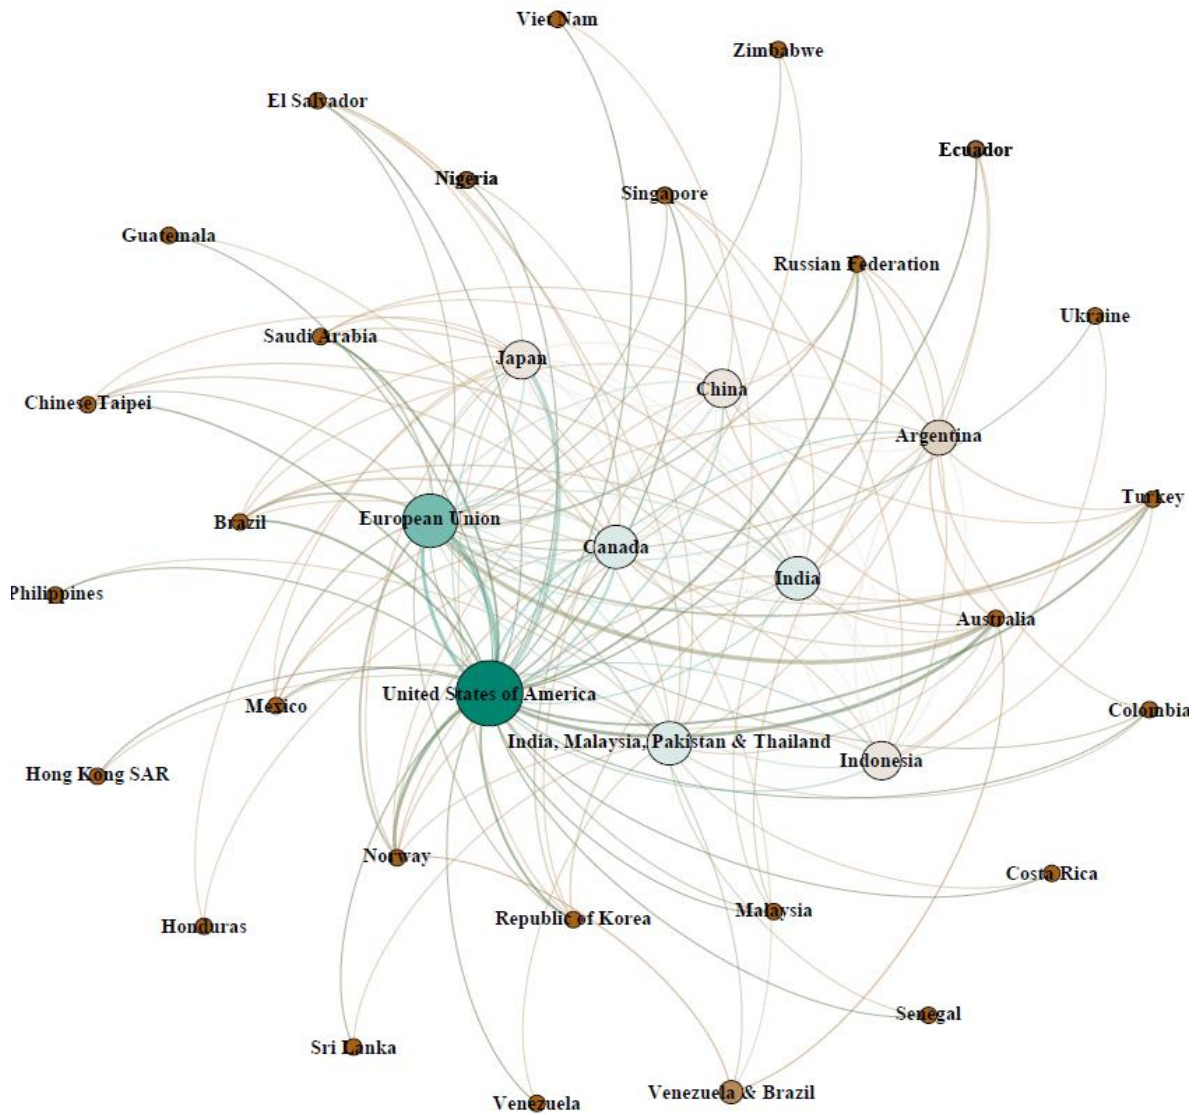 Viet Nam
Zimbabwe
El Salvador
Ecuador
Nigeria
Singapore
Guatemala
Russian Federation
Ukraine
Saudi Arabia
Japan
China
Chinese Taipei
Argentina
Turkey
Brazil
European Union
Canada
India
Philippines
Australia
United States of America
Mexico
Colombia
India, Malaysia, Pakistan & Thailand
Indonesia
Hong Kong SAR
Norway
Costa Rica
Honduras
Republic of Korea
Malaysia
Senegal
Sri Lanka
Venezuela & Brazil
Venezuela